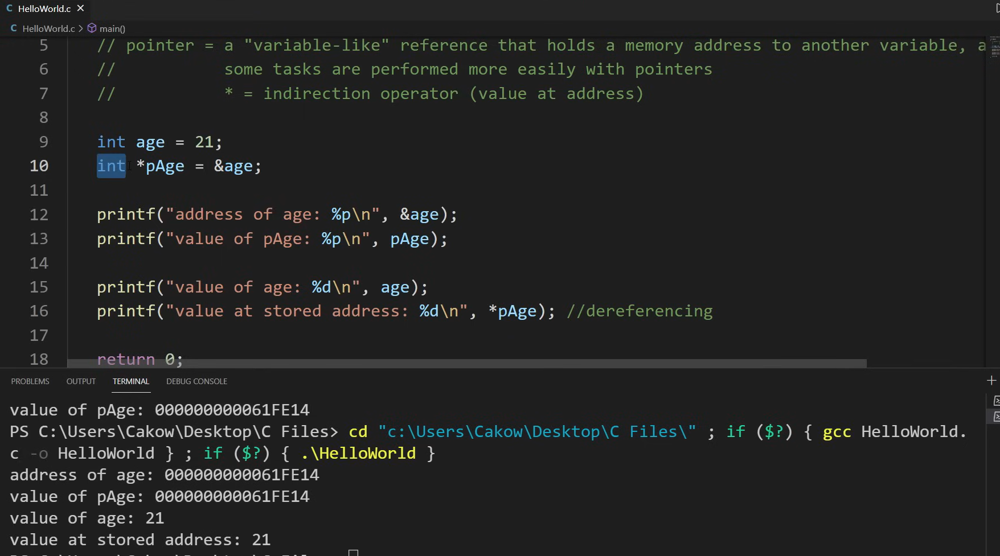 C HelloWorld.c ×
C HelloWorld.c > main()
5 // pointer = a "variable-like" reference that holds a memory address to another variable, a
6 // some tasks are performed more easily with pointers
7 // * = indirection operator (value at address)
8
9 int age = 21;
10 int *pAge = &age;
11
12 printf("address of age: %p\n", &age);
13 printf("value of pAge: %p\n", pAge);
14
15 printf("value of age: %d\n", age);
16 printf("value at stored address: %d\n", *pAge); //dereferencing
17
18 return 0;
PROBLEMS OUTPUT TERMINAL DEBUG CONSOLE
value of pAge: 000000000061FE14
PS C:\Users\Cakow\Desktop\C Files> cd "c:\Users\Cakow\Desktop\C Files\" ; if ($?) { gcc HelloWorld.
c -o HelloWorld } ; if ($?) { .\HelloWorld }
address of age: 000000000061FE14
value of pAge: 000000000061FE14
value of age: 21
value at stored address: 21